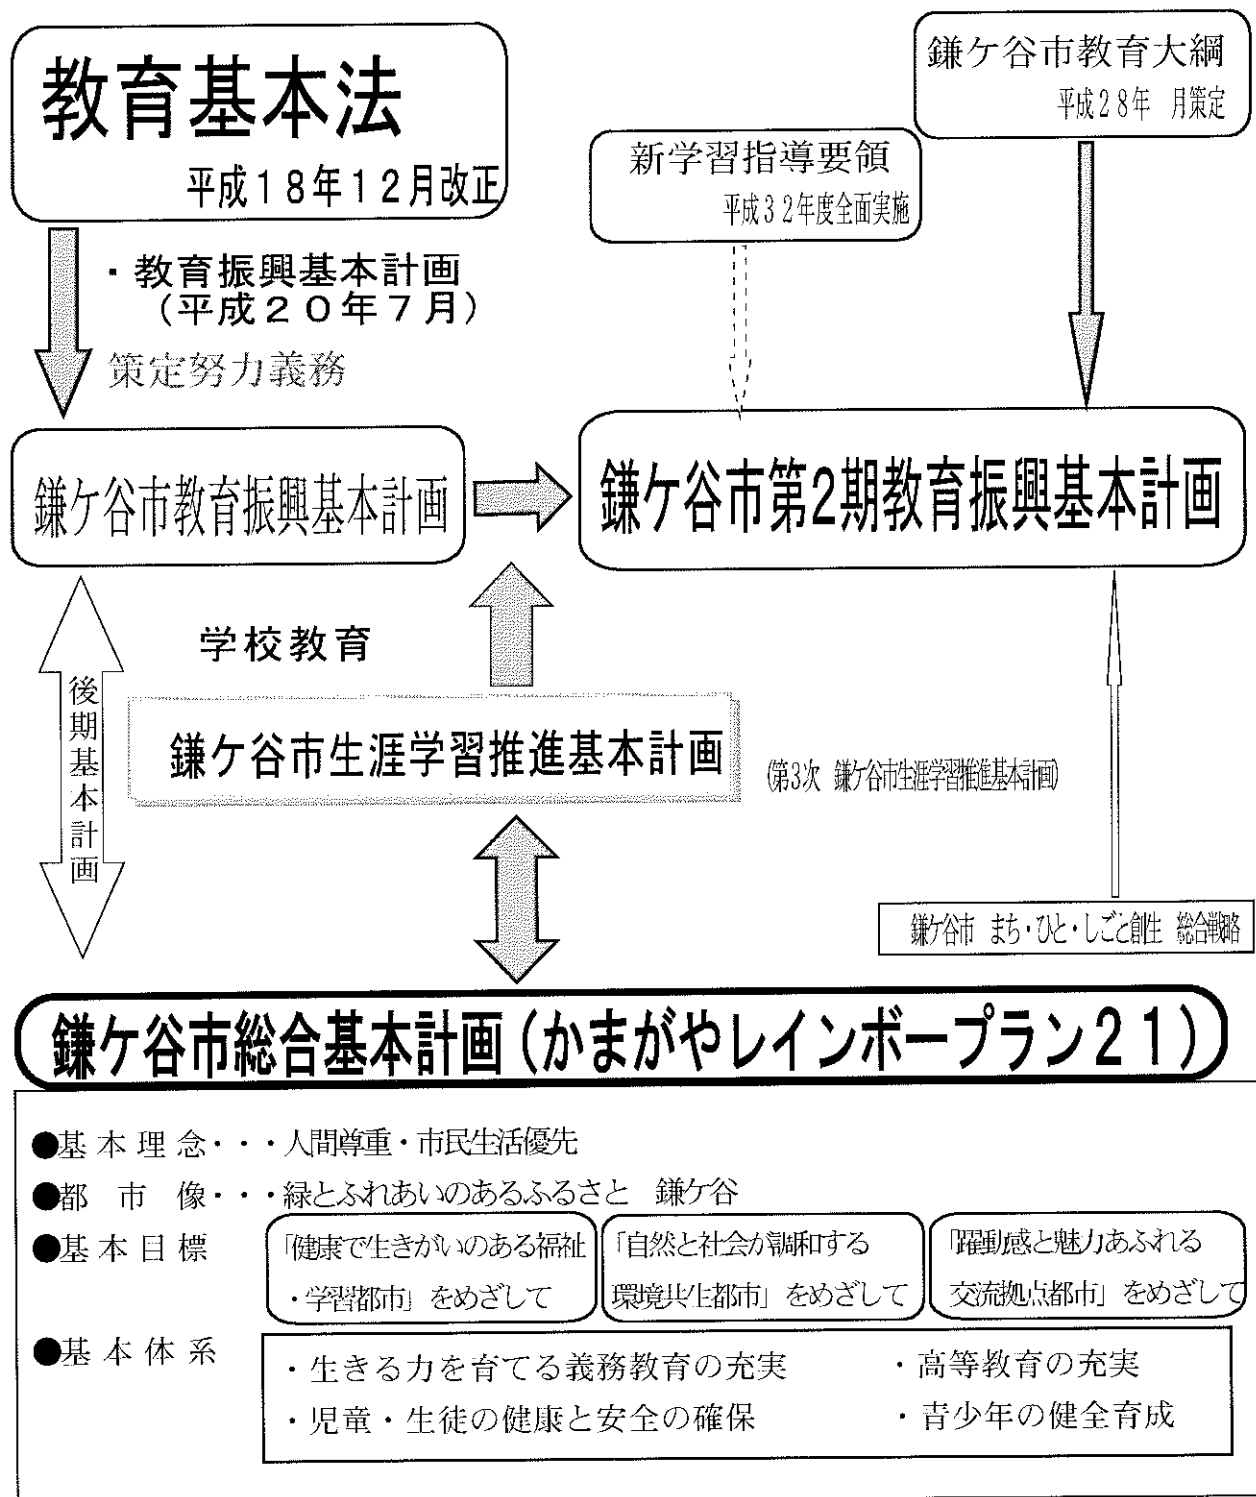 教育基本法
平成１８年１２月改正
鎌ケ谷市教育大綱
平成２８年　月策定
新学習指導要領
平成３２年度全面実施
・教育振興基本計画
（平成２０年７月）
策定努力義務
鎌ケ谷市教育振興基本計画
鎌ケ谷市第2期教育振興基本計画
学校教育
後期基本計画
鎌ケ谷市生涯学習推進基本計画
(第3次　鎌ケ谷市生涯学習推進基本計画)
鎌ケ谷市　まち・ひと・しごと創生　総合戦略
鎌ケ谷市総合基本計画（かまがやレインボープラン２１）
●基本理念・・・人間尊重・市民生活優先
●都　市　像・・・緑とふれあいのあるふるさと　鎌ケ谷
●基本目標
「健康で生きがいのある福祉
・学習都市」をめざして
「自然と社会が調和する
環境共生都市」をめざして
「躍動感と魅力あふれる
交流拠点都市」をめざして
●基本体系
・生きる力を育てる義務教育の充実　・高等教育の充実
・児童・生徒の健康と安全の確保　・青少年の健全育成